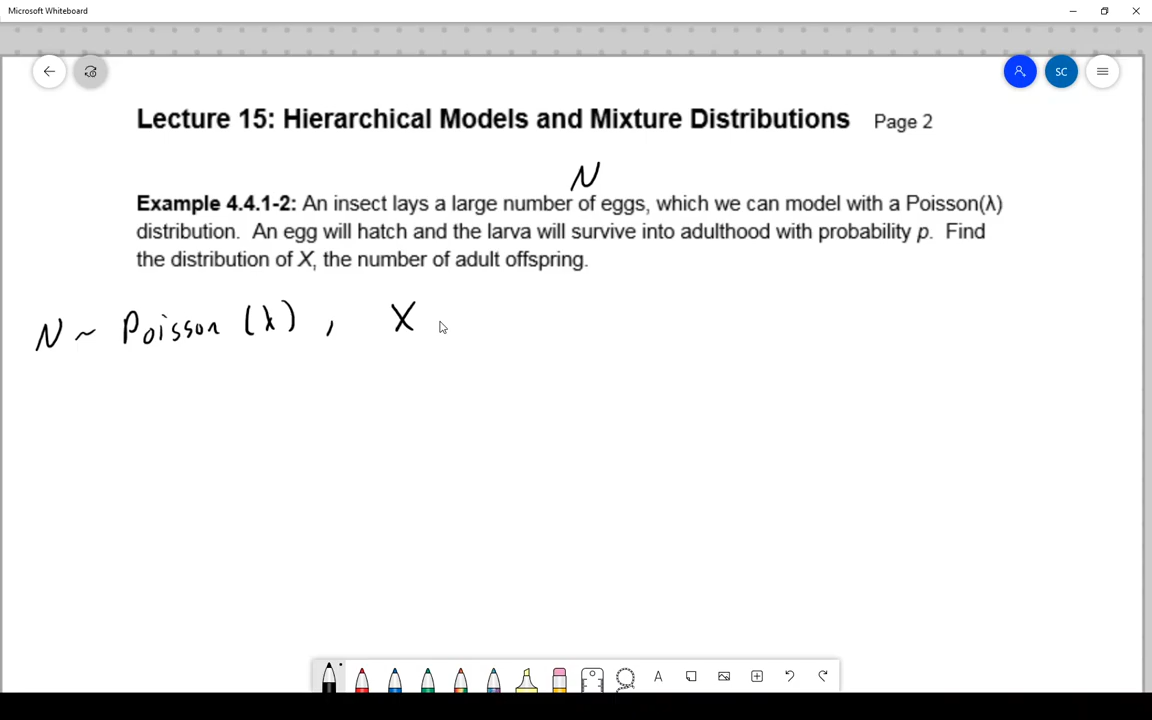 Microsoft Whiteboard
SC
Lecture 15: Hierarchical Models and Mixture Distributions Page 2
N
Example 4.4.1-2: An insect lays a large number of eggs, which we can model with a Poisson(λ)
distribution. An egg will hatch and the larva will survive into adulthood with probability p. Find
the distribution of X, the number of adult offspring.
N ~ Poisson (λ) , X
A